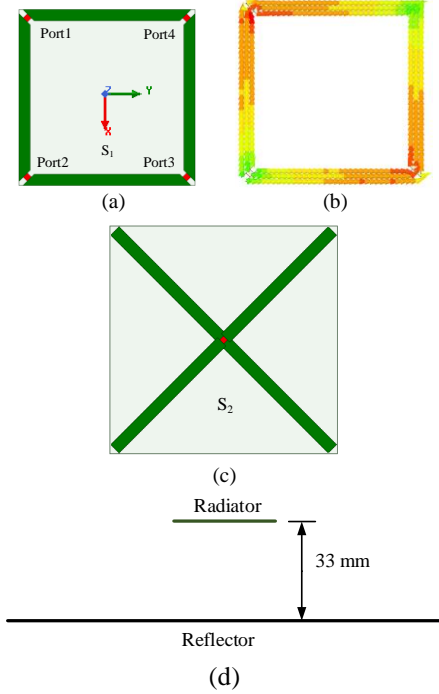 Port1
Port4
Z
Y
X
S₁
Port2
Port3
(a)
(b)
S₂
(c)
Radiator
33 mm
Reflector
(d)